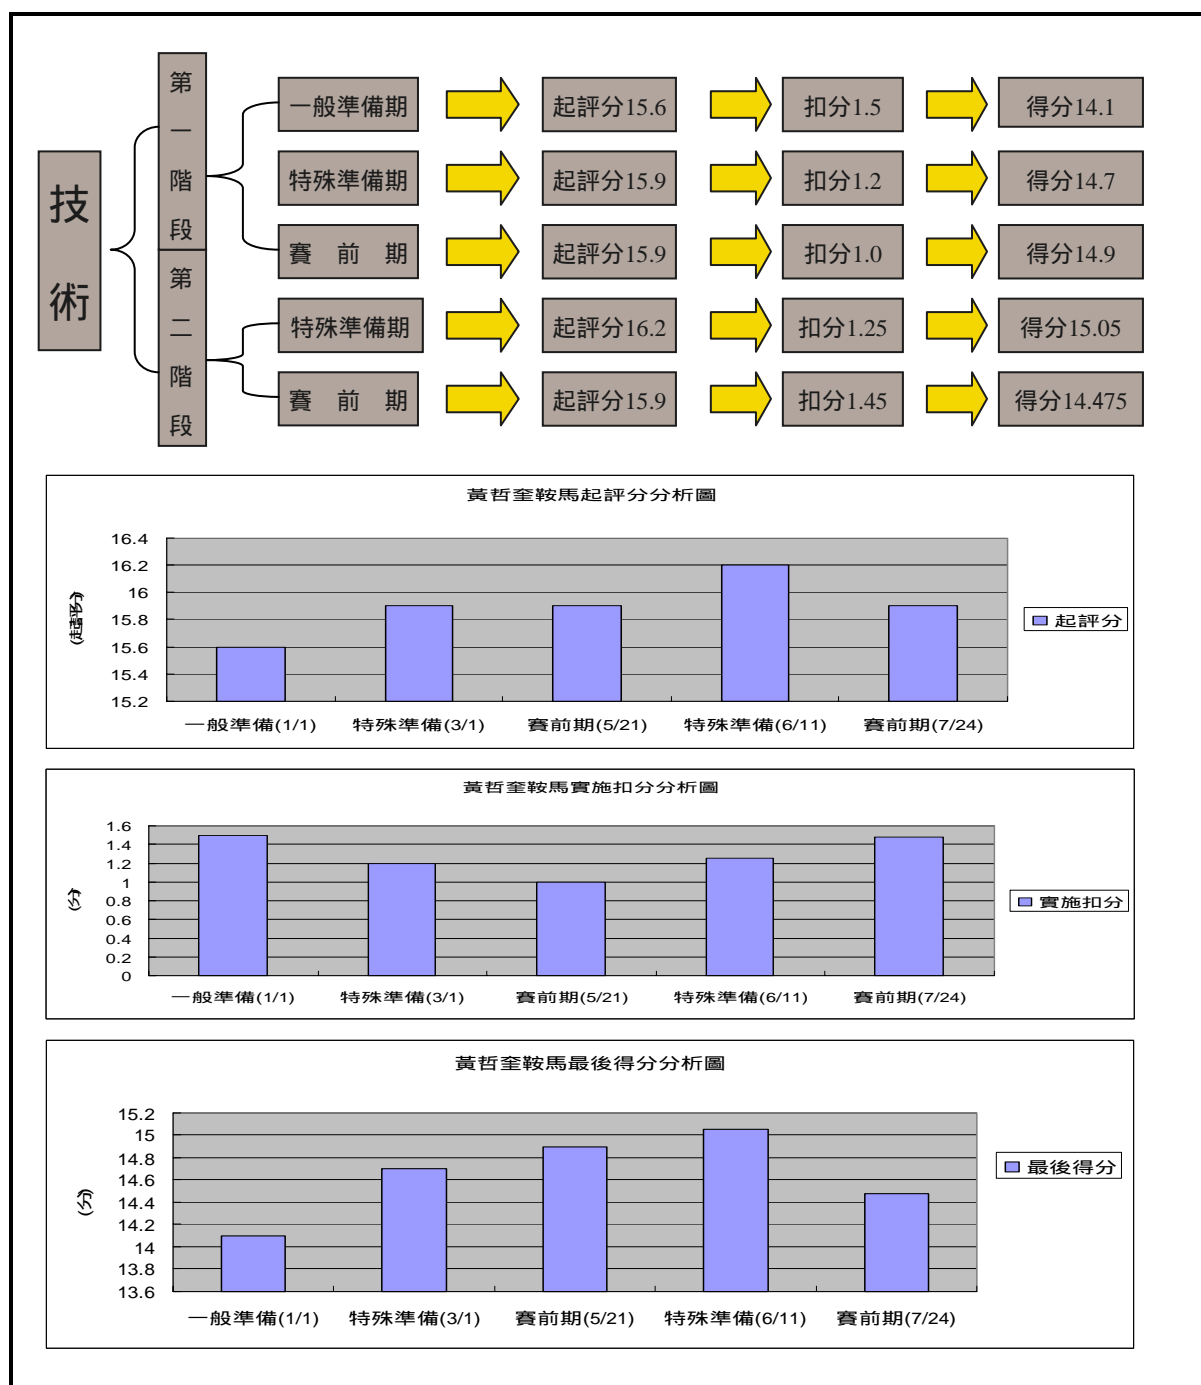 技術
第一階段
一般準備期 起評分15.6 扣分1.5 得分14.1
特殊準備期 起評分15.9 扣分1.2 得分14.7
賽前期 起評分15.9 扣分1.0 得分14.9
第二階段
特殊準備期 起評分16.2 扣分1.25 得分15.05
賽前期 起評分15.9 扣分1.45 得分14.475
黃哲奎鞍馬起評分分析圖
(起評分)
16.4
16.2
16
15.8
15.6
15.4
15.2
一般準備(1/1) 特殊準備(3/1) 賽前期(5/21) 特殊準備(6/11) 賽前期(7/24)
起評分
黃哲奎鞍馬實施扣分分析圖
(分)
1.6
1.4
1.2
1
0.8
0.6
0.4
0.2
0
一般準備(1/1) 特殊準備(3/1) 賽前期(5/21) 特殊準備(6/11) 賽前期(7/24)
實施扣分
黃哲奎鞍馬最後得分分析圖
(分)
15.2
15
14.8
14.6
14.4
14.2
14
13.8
13.6
一般準備(1/1) 特殊準備(3/1) 賽前期(5/21) 特殊準備(6/11) 賽前期(7/24)
最後得分